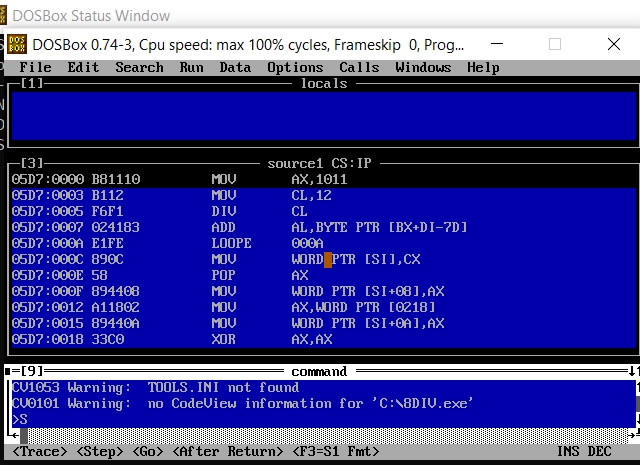 DOSBox Status Window
DOSBox 0.74-3, Cpu speed: max 100% cycles, Frameskip 0, Prog...
File Edit Search Run Data Options Calls Windows Help
[1] locals
[3] source1 CS:IP
05D7:0000 B81110 MOV AX,1011
05D7:0003 B112 MOV CL,12
05D7:0005 F6F1 DIV CL
05D7:0007 024183 ADD AL,BYTE PTR [BX+DI-7D]
05D7:000A E1FE LOOPE 000A
05D7:000C 890C MOV WORD PTR [SI],CX
05D7:000E 58 POP AX
05D7:000F 894408 MOV WORD PTR [SI+08],AX
05D7:0012 A11802 MOV AX,WORD PTR [0218]
05D7:0015 89440A MOV WORD PTR [SI+0A],AX
05D7:0018 33C0 XOR AX,AX
[9] command
CV1053 Warning: TOOLS.INI not found
CV0101 Warning: no CodeView information for 'C:\8DIV.exe'
>S
<Trace> <Step> <Go> <After Return> <F3=S1 Fmt> INS DEC